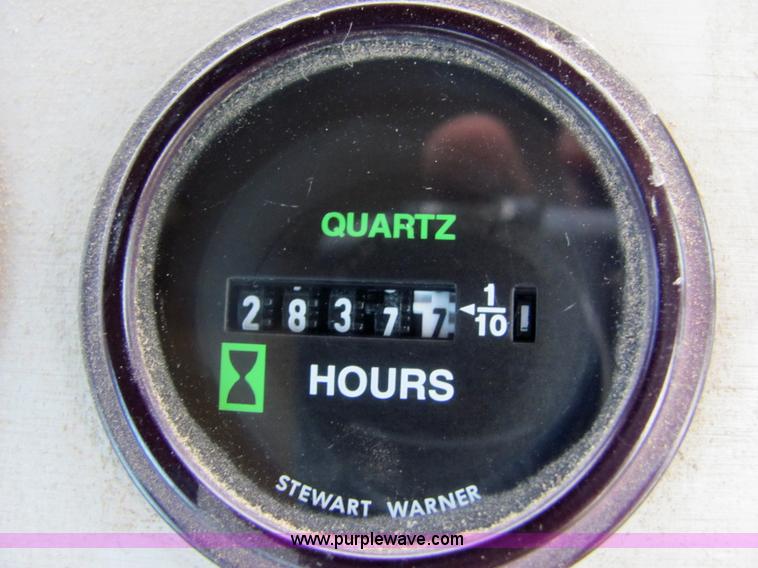 QUARTZ
2 8 3 7 7 1/10
HOURS
STEWART WARNER
www.purplewave.com